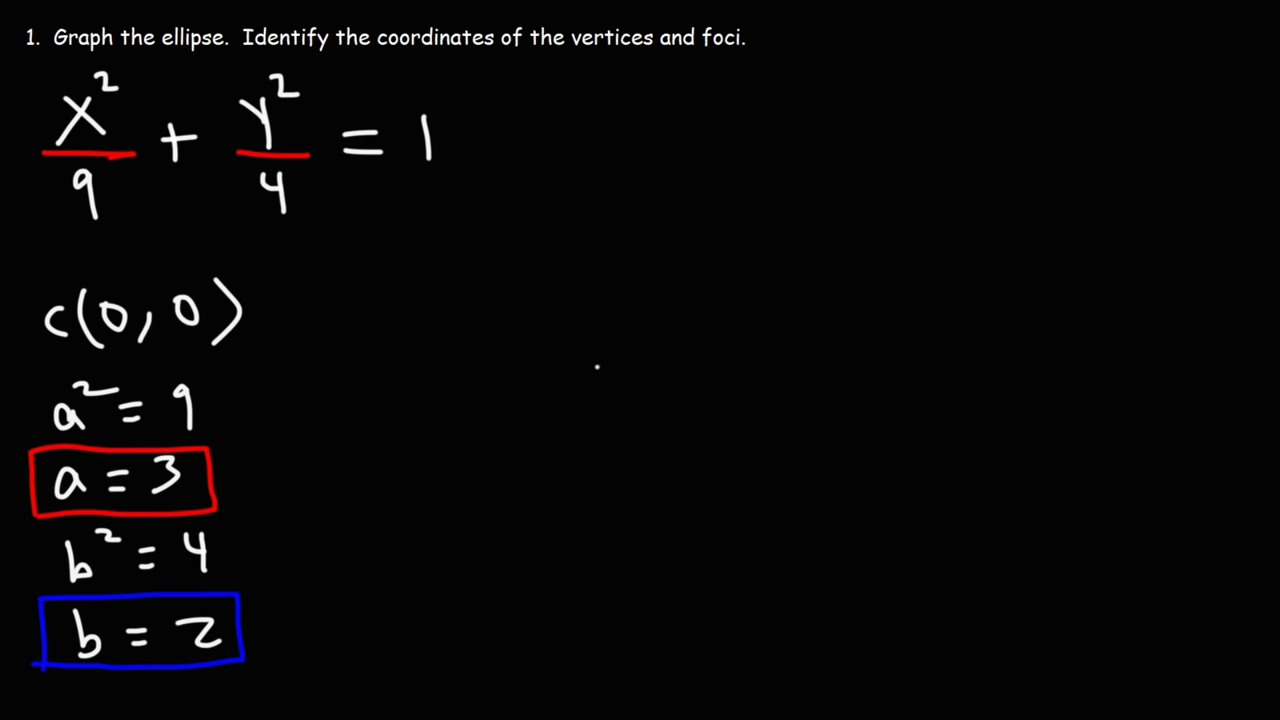 1. Graph the ellipse. Identify the coordinates of the vertices and foci.
x²/9 + y²/4 = 1
c(0, 0)
a² = 9
a = 3
b² = 4
b = 2